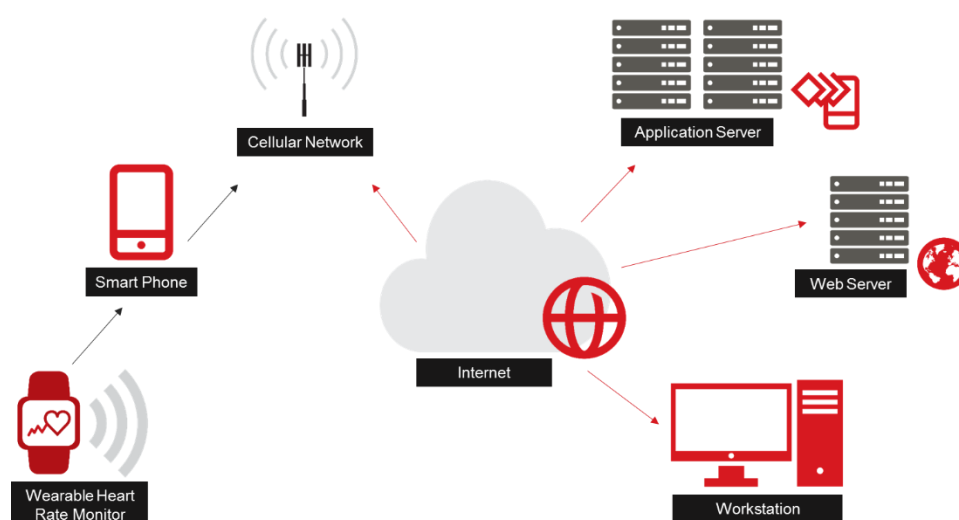 Cellular Network
Application Server
Smart Phone
Web Server
Internet
Wearable Heart
Rate Monitor
Workstation